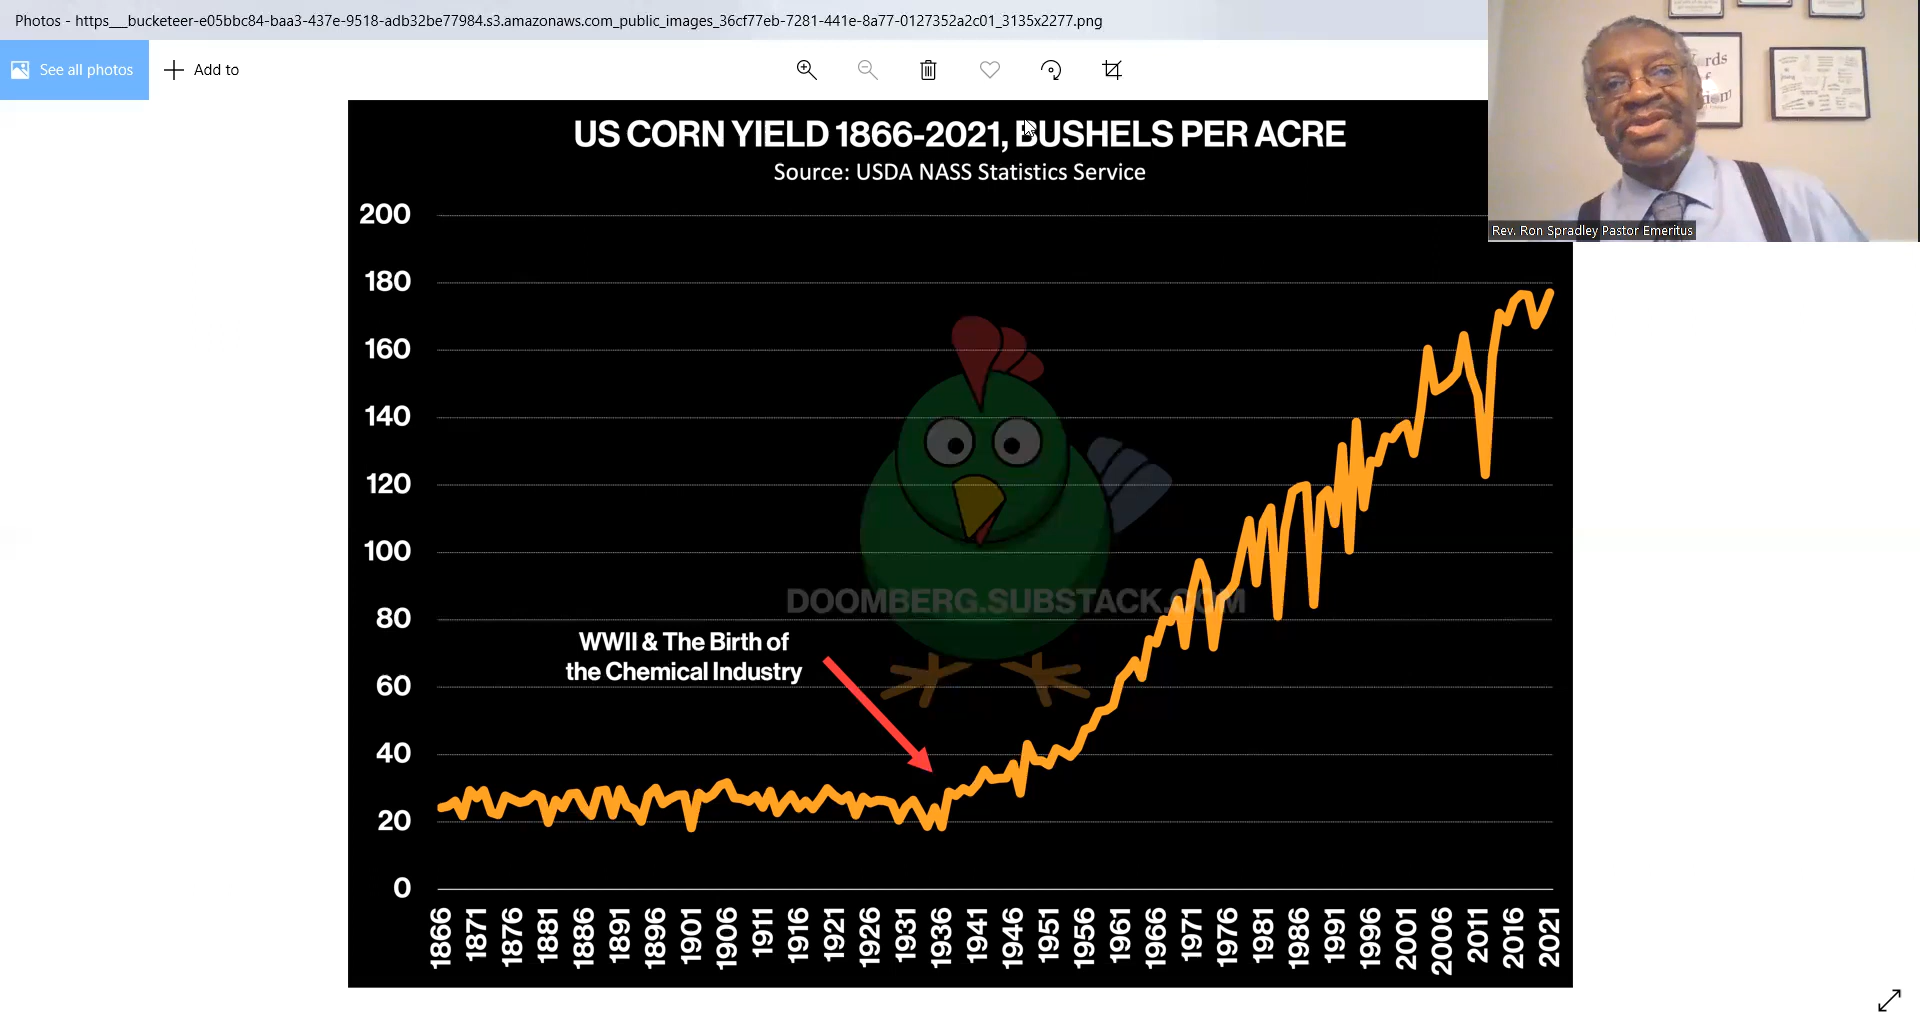 Photos - https__bucketeer-e05bbc84-baa3-437e-9518-adb32be77984.s3.amazonaws.com_public_images_36cf77eb-7281-441e-8a77-0127352a2c01_3135x2277.png
See all photos
Add to
US CORN YIELD 1866-2021, BUSHELS PER ACRE
Source: USDA NASS Statistics Service
rds
f
dom
Rev. Ron Spradley Pastor Emeritus
200
180
160
140
120
100
80
60
40
20
0
DOOMBERG.SUBSTACK.COM
WWII & The Birth of
the Chemical Industry
1866 1871 1876 1881 1886 1891 1896 1901 1906 1911 1916 1921 1926 1931 1936 1941 1946 1951 1956 1961 1966 1971 1976 1981 1986 1991 1996 2001 2006 2011 2016 2021